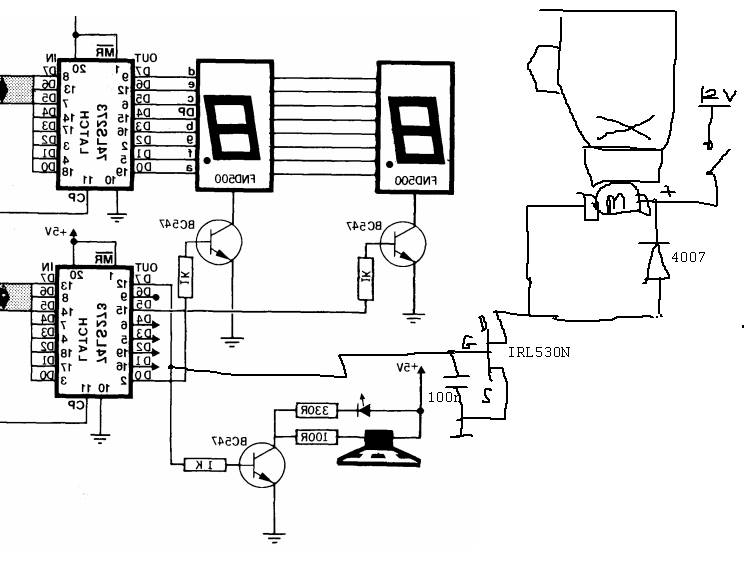 MR
IN 20 1 OUT
D7 8 9 D7 d
D6 13 12 D6 e
D5 7 6 D5 c
D4 14 15 D4 DP
D3 17 16 D3 b
D2 3 2 D2 g
D1 4 5 D1 f
D0 18 19 D0 a
LATCH
74LS273
11 10
CP
8
FND500
8
FND500
12V
M
+
4007
BC547
1K
BC547
1K
+5V
MR
IN 20 1 OUT
D7 13 12 D7
D6 8 9 D6
D5 14 15 D5
D4 7 6 D4
D3 4 5 D3
D2 18 19 D2
D1 17 16 D1
D0 3 2 D0
LATCH
74LS273
11 10
CP
D
G
IRL530N
S
100n
+5V
330R
100R
BC547
1K